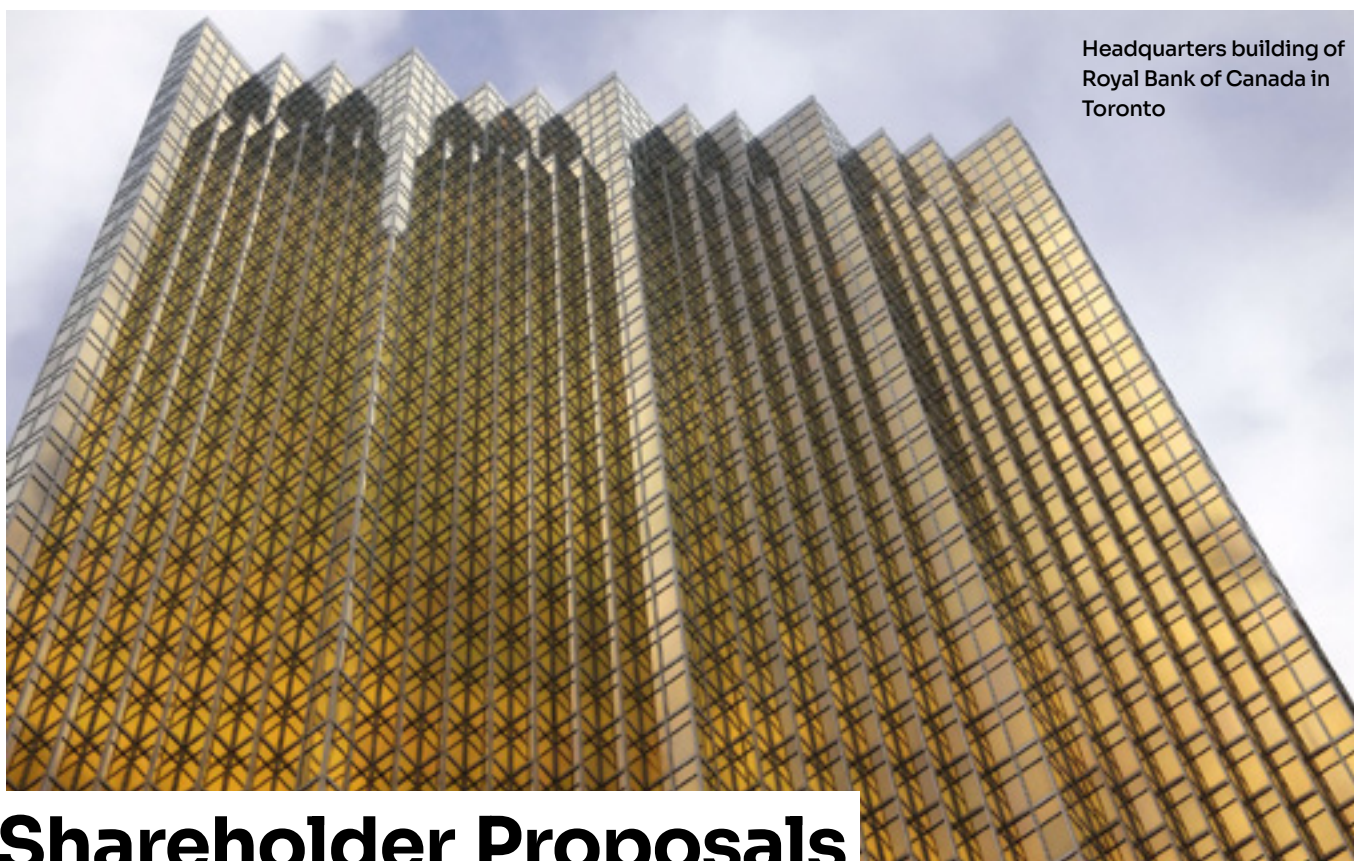 Headquarters building of
Royal Bank of Canada in
Toronto
Shareholder Proposals